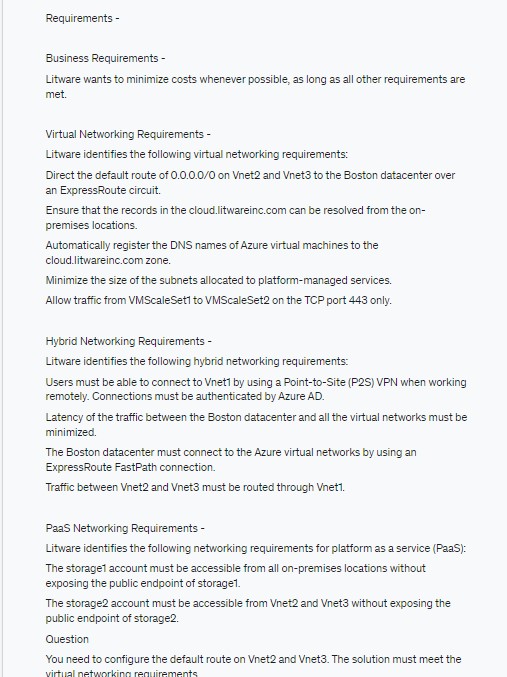 Requirements -
Business Requirements -
Litware wants to minimize costs whenever possible, as long as all other requirements are
met.
Virtual Networking Requirements -
Litware identifies the following virtual networking requirements:
Direct the default route of 0.0.0.0/0 on Vnet2 and Vnet3 to the Boston datacenter over
an ExpressRoute circuit.
Ensure that the records in the cloud.litwareinc.com can be resolved from the on-
premises locations.
Automatically register the DNS names of Azure virtual machines to the
cloud.litwareinc.com zone.
Minimize the size of the subnets allocated to platform-managed services.
Allow traffic from VMScaleSet1 to VMScaleSet2 on the TCP port 443 only.
Hybrid Networking Requirements -
Litware identifies the following hybrid networking requirements:
Users must be able to connect to Vnet1 by using a Point-to-Site (P2S) VPN when working
remotely. Connections must be authenticated by Azure AD.
Latency of the traffic between the Boston datacenter and all the virtual networks must be
minimized.
The Boston datacenter must connect to the Azure virtual networks by using an
ExpressRoute FastPath connection.
Traffic between Vnet2 and Vnet3 must be routed through Vnet1.
PaaS Networking Requirements -
Litware identifies the following networking requirements for platform as a service (PaaS):
The storage1 account must be accessible from all on-premises locations without
exposing the public endpoint of storage1.
The storage2 account must be accessible from Vnet2 and Vnet3 without exposing the
public endpoint of storage2.
Question
You need to configure the default route on Vnet2 and Vnet3. The solution must meet the
virtual networking requirements